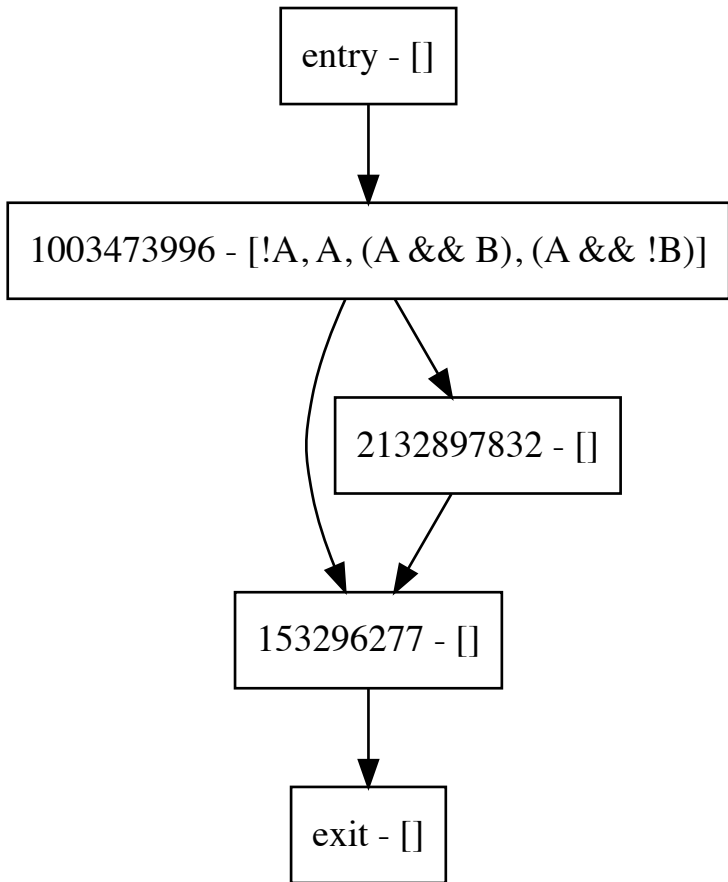 entry - []
1003473996 - [!A, A, (A && B), (A && !B)]
2132897832 - []
153296277 - []
exit - []